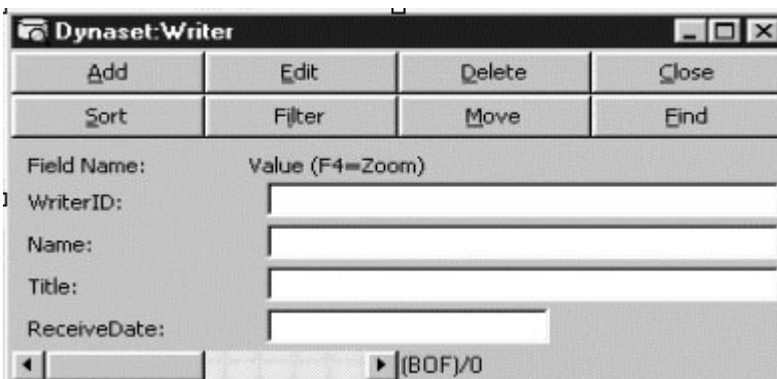 Dynaset:Writer
Add Edit Delete Close
Sort Filter Move Find
Field Name: Value (F4=Zoom)
WriterID:
Name:
Title:
ReceiveDate:
(BOF)/0